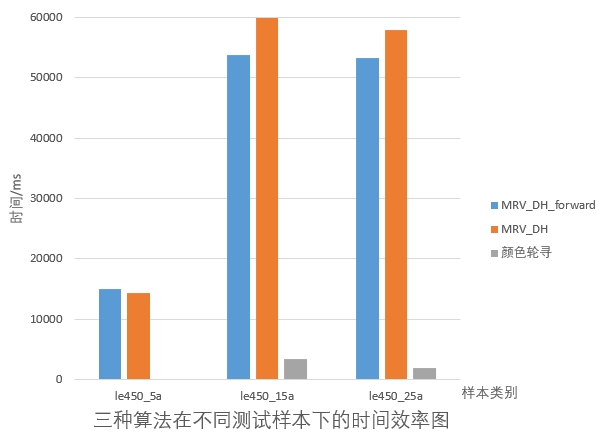 60000
50000
40000
30000
20000
10000
0
时间/ms
le450_5a
le450_15a
le450_25a
样本类别
MRV_DH_forward
MRV_DH
颜色轮寻
三种算法在不同测试样本下的时间效率图